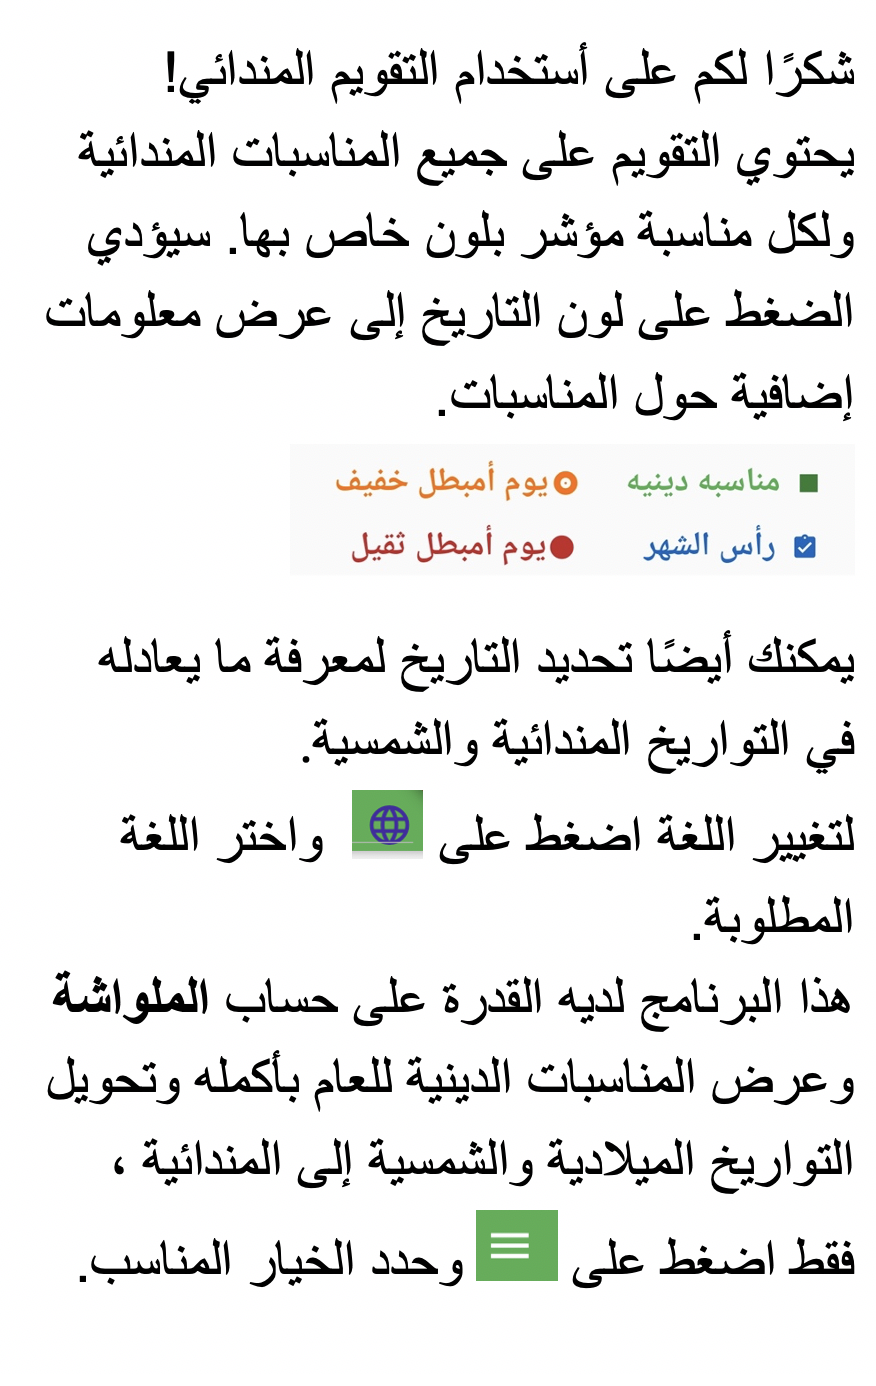 شكرًا لكم على أستخدام التقويم المندائي!
يحتوي التقويم على جميع المناسبات المندائية
ولكل مناسبة مؤشر بلون خاص بها. سيؤدي
الضغط على لون التاريخ إلى عرض معلومات
إضافية حول المناسبات.
مناسبه دينيه يوم أمبطل خفيف
رأس الشهر يوم أمبطل ثقيل
يمكنك أيضًا تحديد التاريخ لمعرفة ما يعادله
في التواريخ المندائية والشمسية.
لتغيير اللغة اضغط على واختر اللغة
المطلوبة.
هذا البرنامج لديه القدرة على حساب الملواشة
وعرض المناسبات الدينية للعام بأكمله وتحويل
التواريخ الميلادية والشمسية إلى المندائية ،
فقط اضغط على وحدد الخيار المناسب.